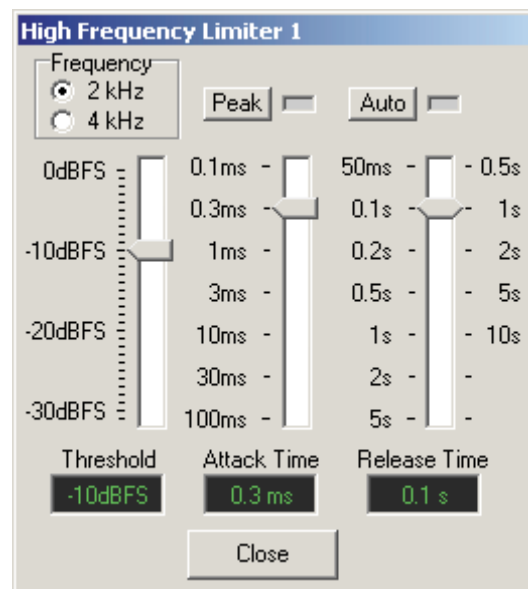 High Frequency Limiter 1
Frequency
2 kHz
4 kHz
Peak
Auto
0dBFS
-10dBFS
-20dBFS
-30dBFS
0.1ms
0.3ms
1ms
3ms
10ms
30ms
100ms
50ms
0.1s
0.2s
0.5s
1s
2s
5s
0.5s
1s
2s
5s
10s
Threshold
Attack Time
Release Time
-10dBFS
0.3 ms
0.1 s
Close